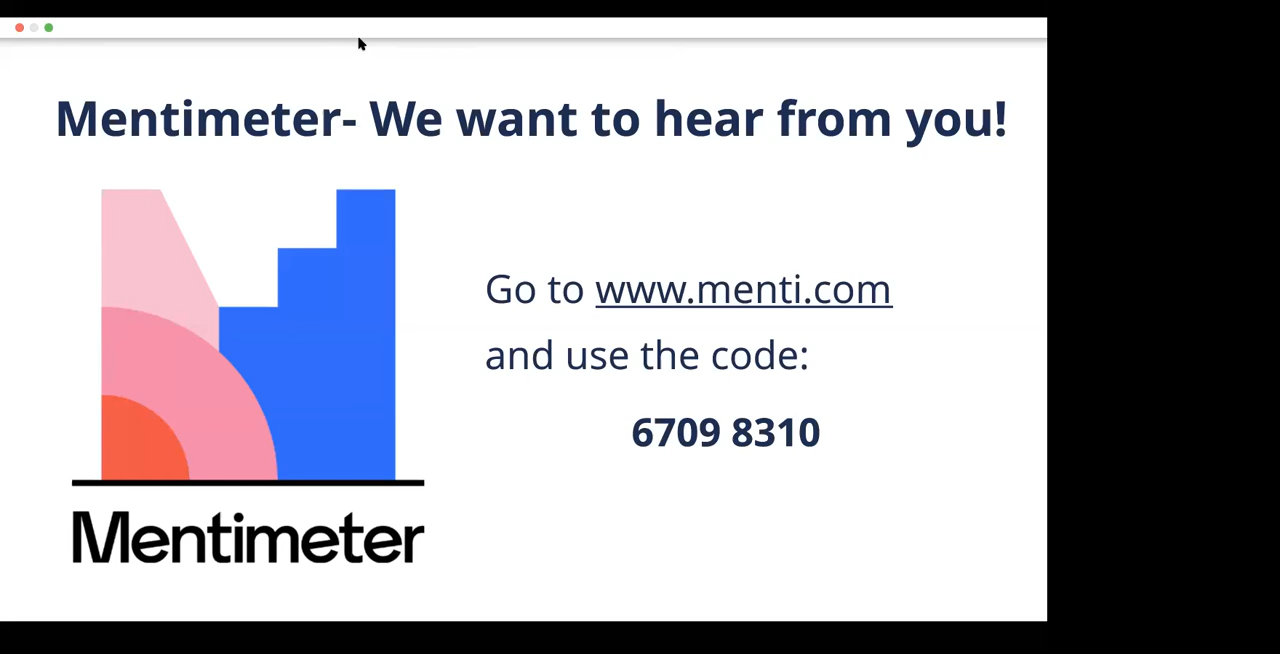 Mentimeter- We want to hear from you!
Go to www.menti.com
and use the code:
6709 8310
Mentimeter